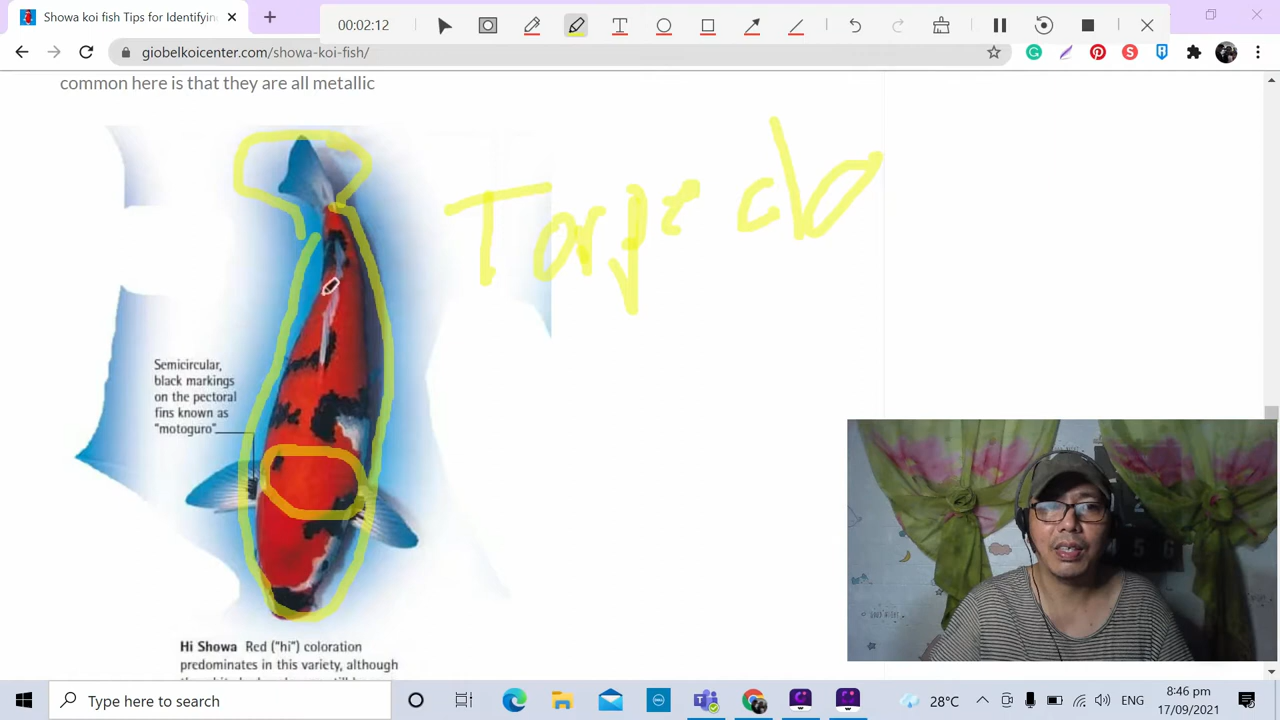 Showa koi fish Tips for Identifyin
00:02:12
giobelkoicenter.com/showa-koi-fish/
common here is that they are all metallic
Semicircular,
black markings
on the pectoral
fins known as
"motoguro"
Hi Showa Red ("hi") coloration
predominates in this variety, although
Type here to search
28°C
ENG
8:46 pm
17/09/2021